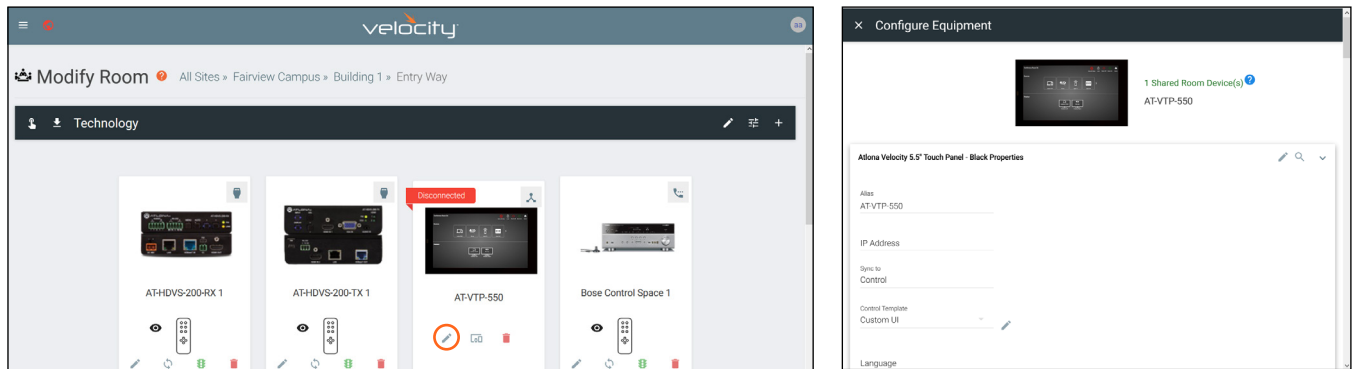 velocity
aa
Modify Room ? All Sites » Fairview Campus » Building 1 » Entry Way
Technology
Disconnected
AT-HDVS-200-RX 1
AT-HDVS-200-TX 1
AT-VTP-550
Bose Control Space 1
Configure Equipment
1 Shared Room Device(s) ?
AT-VTP-550
Atlona Velocity 5.5" Touch Panel - Black Properties
Alias
AT-VTP-550
IP Address
Sync to
Control
Control Template
Custom UI
Language